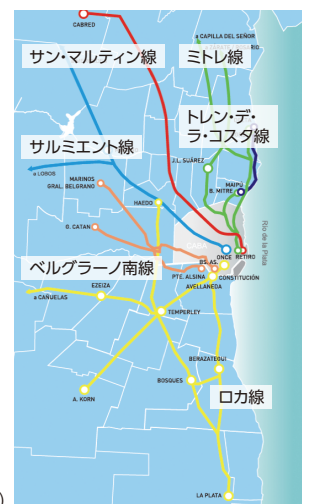 CABRED
a CAPILLA DEL SEÑOR
サン・マルティン線
ミトレ線
トレン・デ・
ラ・コスタ線
サルミエント線
J.L. SUÁREZ
MAIPÚ
B. MITRE
a LOBOS
MARINOS
GRAL. BELGRANO
HAEDO
G. CATAN
CABA
ONCE
RETIRO
Río de la Plata
BS. AS.
PTE. ALSINA
CONSTITUCIÓN
AVELLANEDA
ベルグラーノ南線
EZEIZA
a CAÑUELAS
TEMPERLEY
BERAZATEGUI
BOSQUES
ロカ線
A. KORN
LA PLATA
)